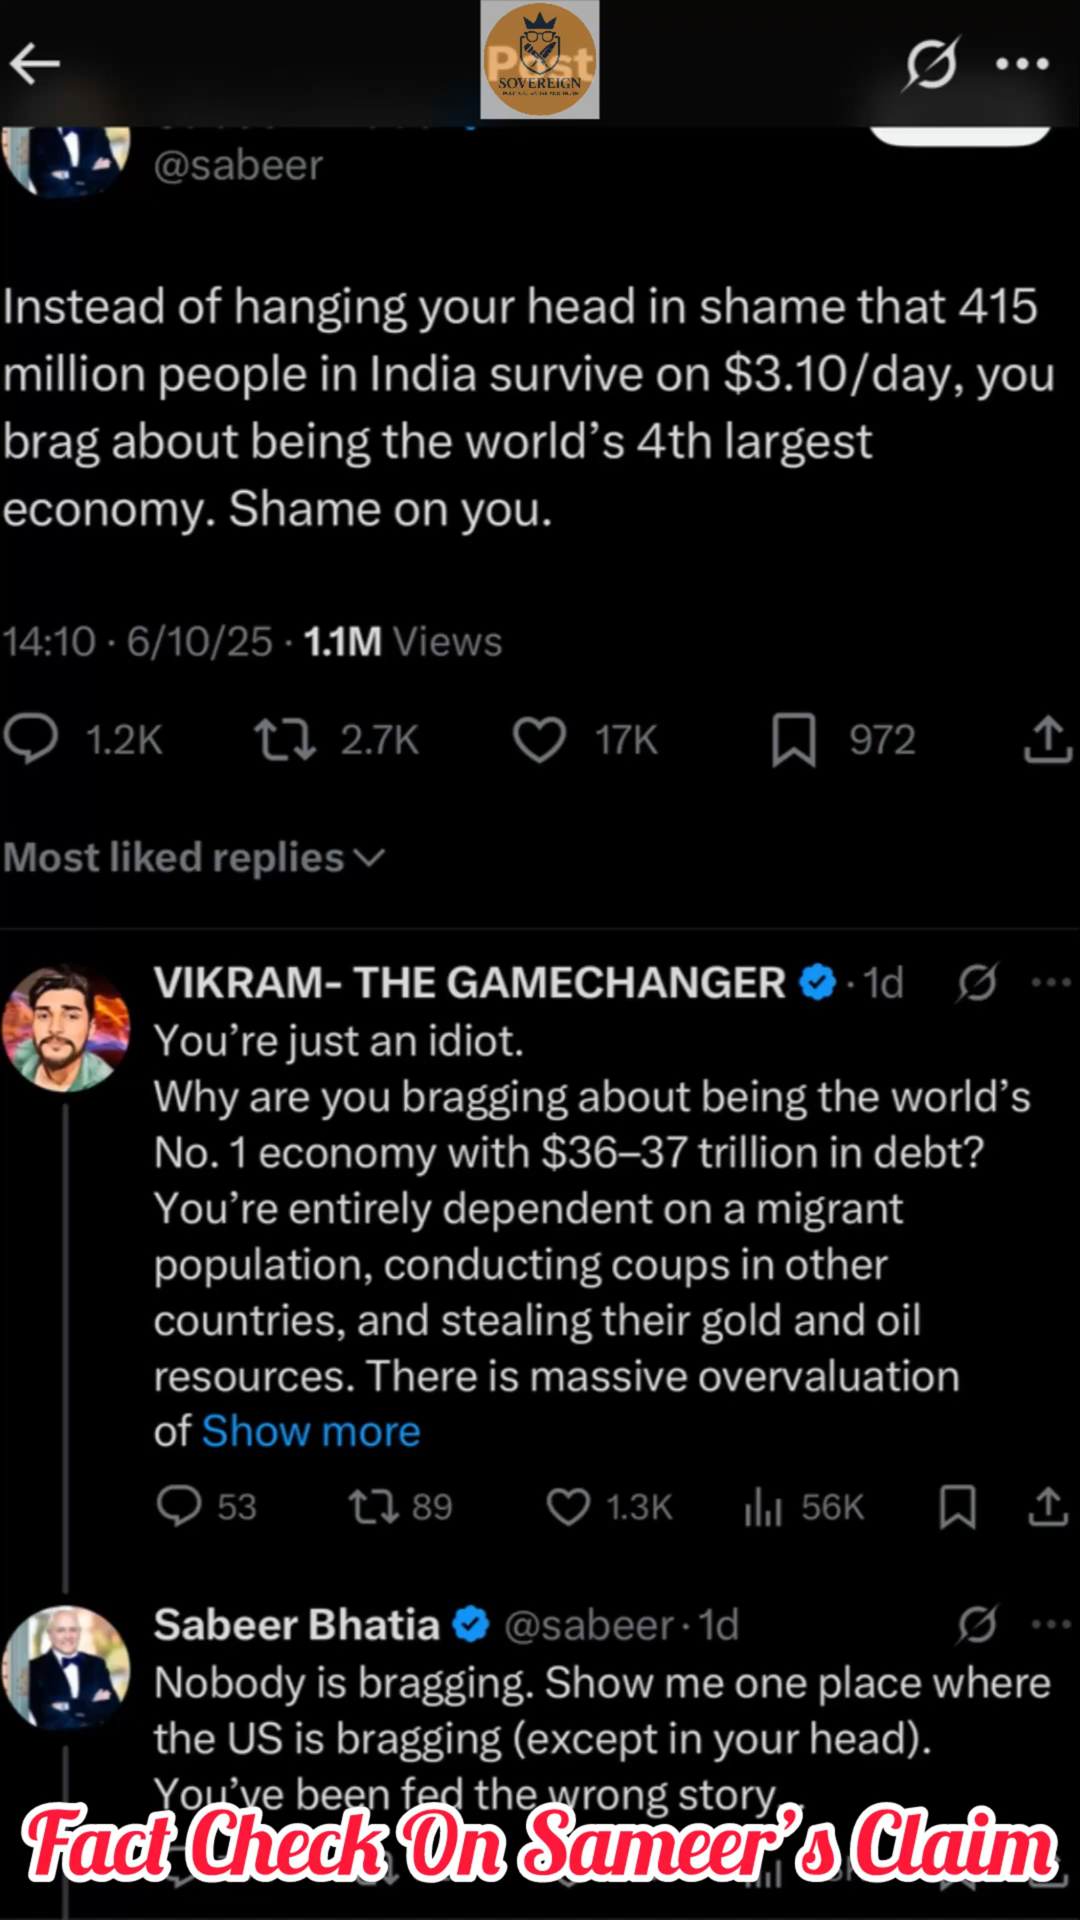 Post
SOVEREIGN
@sabeer
Instead of hanging your head in shame that 415
million people in India survive on $3.10/day, you
brag about being the world’s 4th largest
economy. Shame on you.
14:10 · 6/10/25 · 1.1M Views
1.2K 2.7K 17K 972
Most liked replies
VIKRAM- THE GAMECHANGER · 1d
You’re just an idiot.
Why are you bragging about being the world’s
No. 1 economy with $36–37 trillion in debt?
You’re entirely dependent on a migrant
population, conducting coups in other
countries, and stealing their gold and oil
resources. There is massive overvaluation
of Show more
53 89 1.3K 56K
Sabeer Bhatia @sabeer · 1d
Nobody is bragging. Show me one place where
the US is bragging (except in your head).
You’ve been fed the wrong story.
Fact Check On Sameer’s Claim